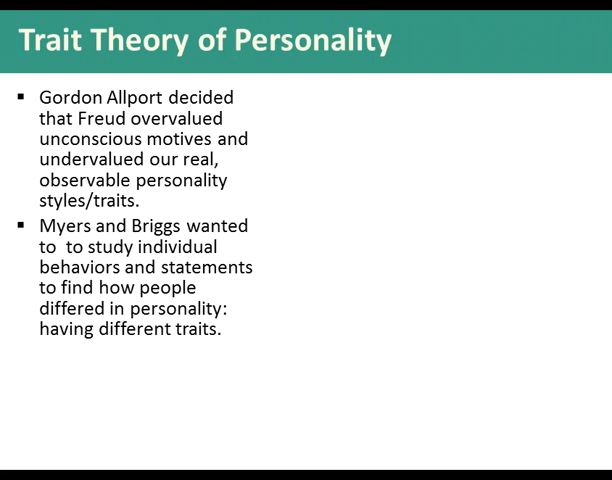 Trait Theory of Personality
▪ Gordon Allport decided
that Freud overvalued
unconscious motives and
undervalued our real,
observable personality
styles/traits.
▪ Myers and Briggs wanted
to  to study individual
behaviors and statements
to find how people
differed in personality:
having different traits.